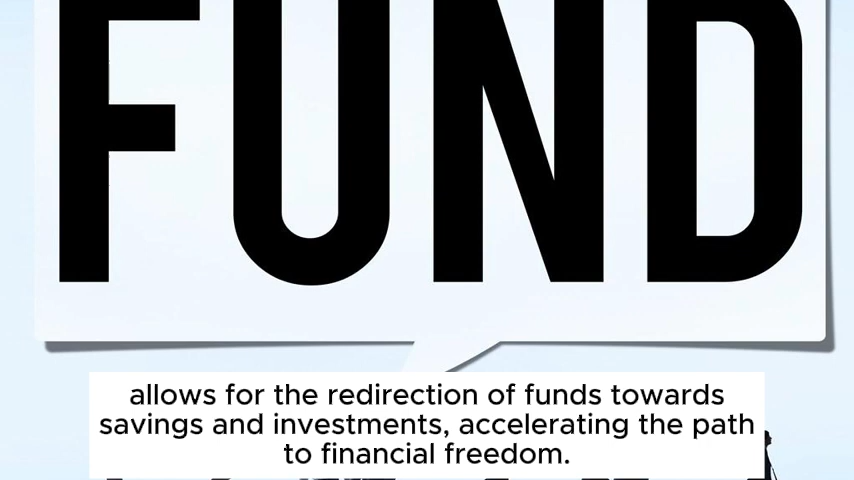 FUND
allows for the redirection of funds towards
savings and investments, accelerating the path
to financial freedom.